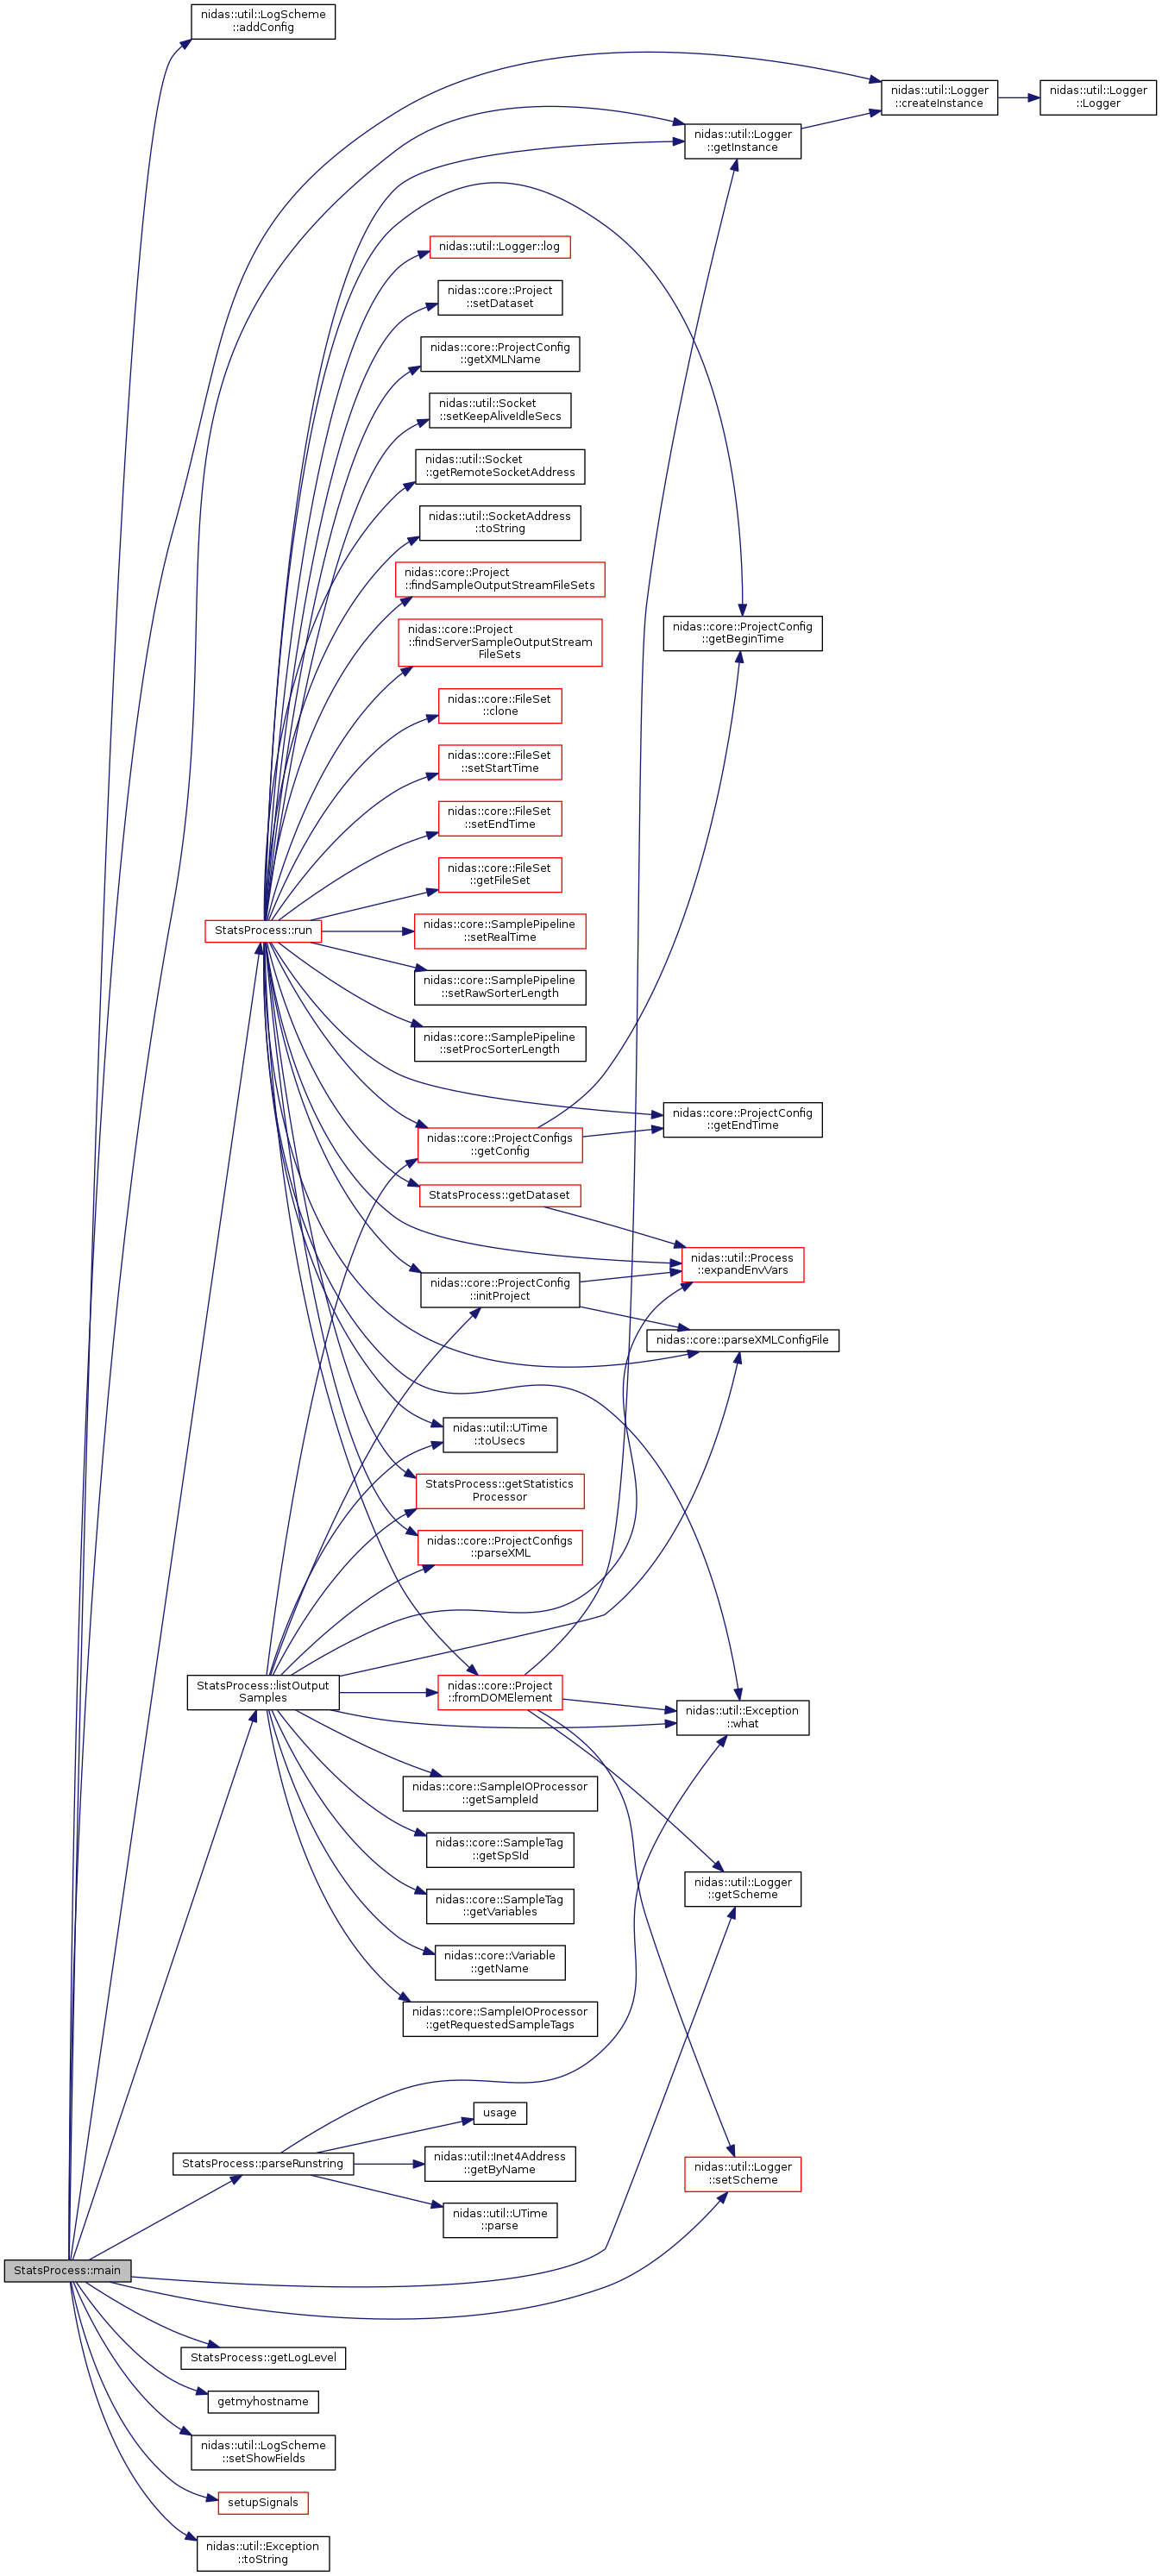 nidas::util::LogScheme
::addConfig
nidas::util::Logger
::createInstance
nidas::util::Logger
::Logger
nidas::util::Logger
::getInstance
nidas::util::Logger::log
nidas::core::Project
::setDataset
nidas::core::ProjectConfig
::getXMLName
nidas::util::Socket
::setKeepAliveIdleSecs
nidas::util::Socket
::getRemoteSocketAddress
nidas::util::SocketAddress
::toString
nidas::core::Project
::findSampleOutputStreamFileSets
nidas::core::Project
::findServerSampleOutputStream
FileSets
nidas::core::ProjectConfig
::getBeginTime
nidas::core::FileSet
::clone
nidas::core::FileSet
::setStartTime
nidas::core::FileSet
::setEndTime
nidas::core::FileSet
::getFileSet
StatsProcess::run
nidas::core::SamplePipeline
::setRealTime
nidas::core::SamplePipeline
::setRawSorterLength
nidas::core::SamplePipeline
::setProcSorterLength
nidas::core::ProjectConfig
::getEndTime
nidas::core::ProjectConfigs
::getConfig
StatsProcess::getDataset
nidas::util::Process
::expandEnvVars
nidas::core::ProjectConfig
::initProject
nidas::core::parseXMLConfigFile
nidas::util::UTime
::toUsecs
StatsProcess::getStatistics
Processor
nidas::core::ProjectConfigs
::parseXML
StatsProcess::listOutput
Samples
nidas::core::Project
::fromDOMElement
nidas::util::Exception
::what
nidas::core::SampleIOProcessor
::getSampleId
nidas::core::SampleTag
::getSpSId
nidas::util::Logger
::getScheme
nidas::core::SampleTag
::getVariables
nidas::core::Variable
::getName
nidas::core::SampleIOProcessor
::getRequestedSampleTags
usage
StatsProcess::parseRunstring
nidas::util::Inet4Address
::getByName
nidas::util::Logger
::setScheme
nidas::util::UTime
::parse
StatsProcess::main
StatsProcess::getLogLevel
getmyhostname
nidas::util::LogScheme
::setShowFields
setupSignals
nidas::util::Exception
::toString